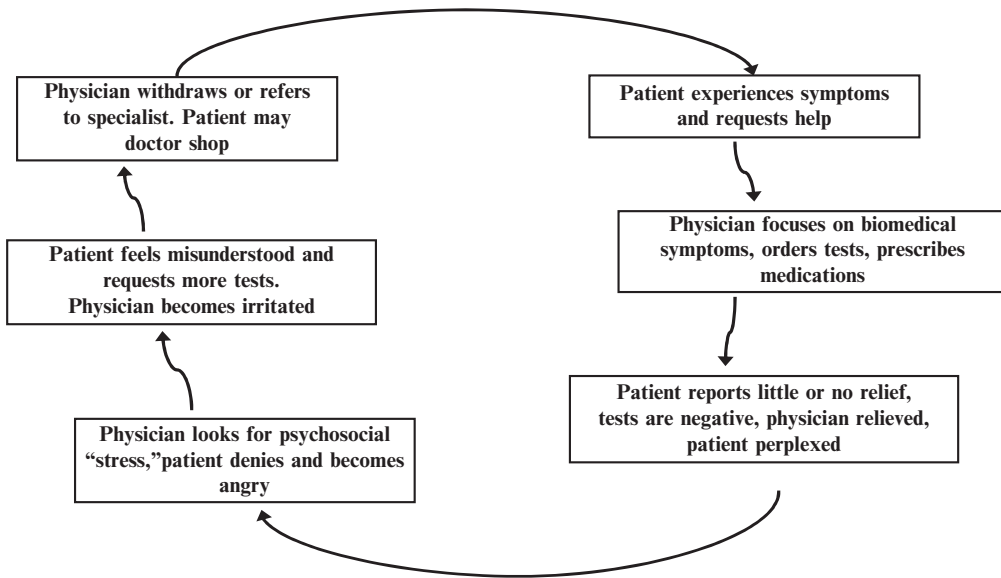 Physician withdraws or refers
to specialist. Patient may
doctor shop
Patient experiences symptoms
and requests help
Physician focuses on biomedical
symptoms, orders tests, prescribes
medications
Patient reports little or no relief,
tests are negative, physician relieved,
patient perplexed
Physician looks for psychosocial
“stress,”patient denies and becomes
angry
Patient feels misunderstood and
requests more tests.
Physician becomes irritated